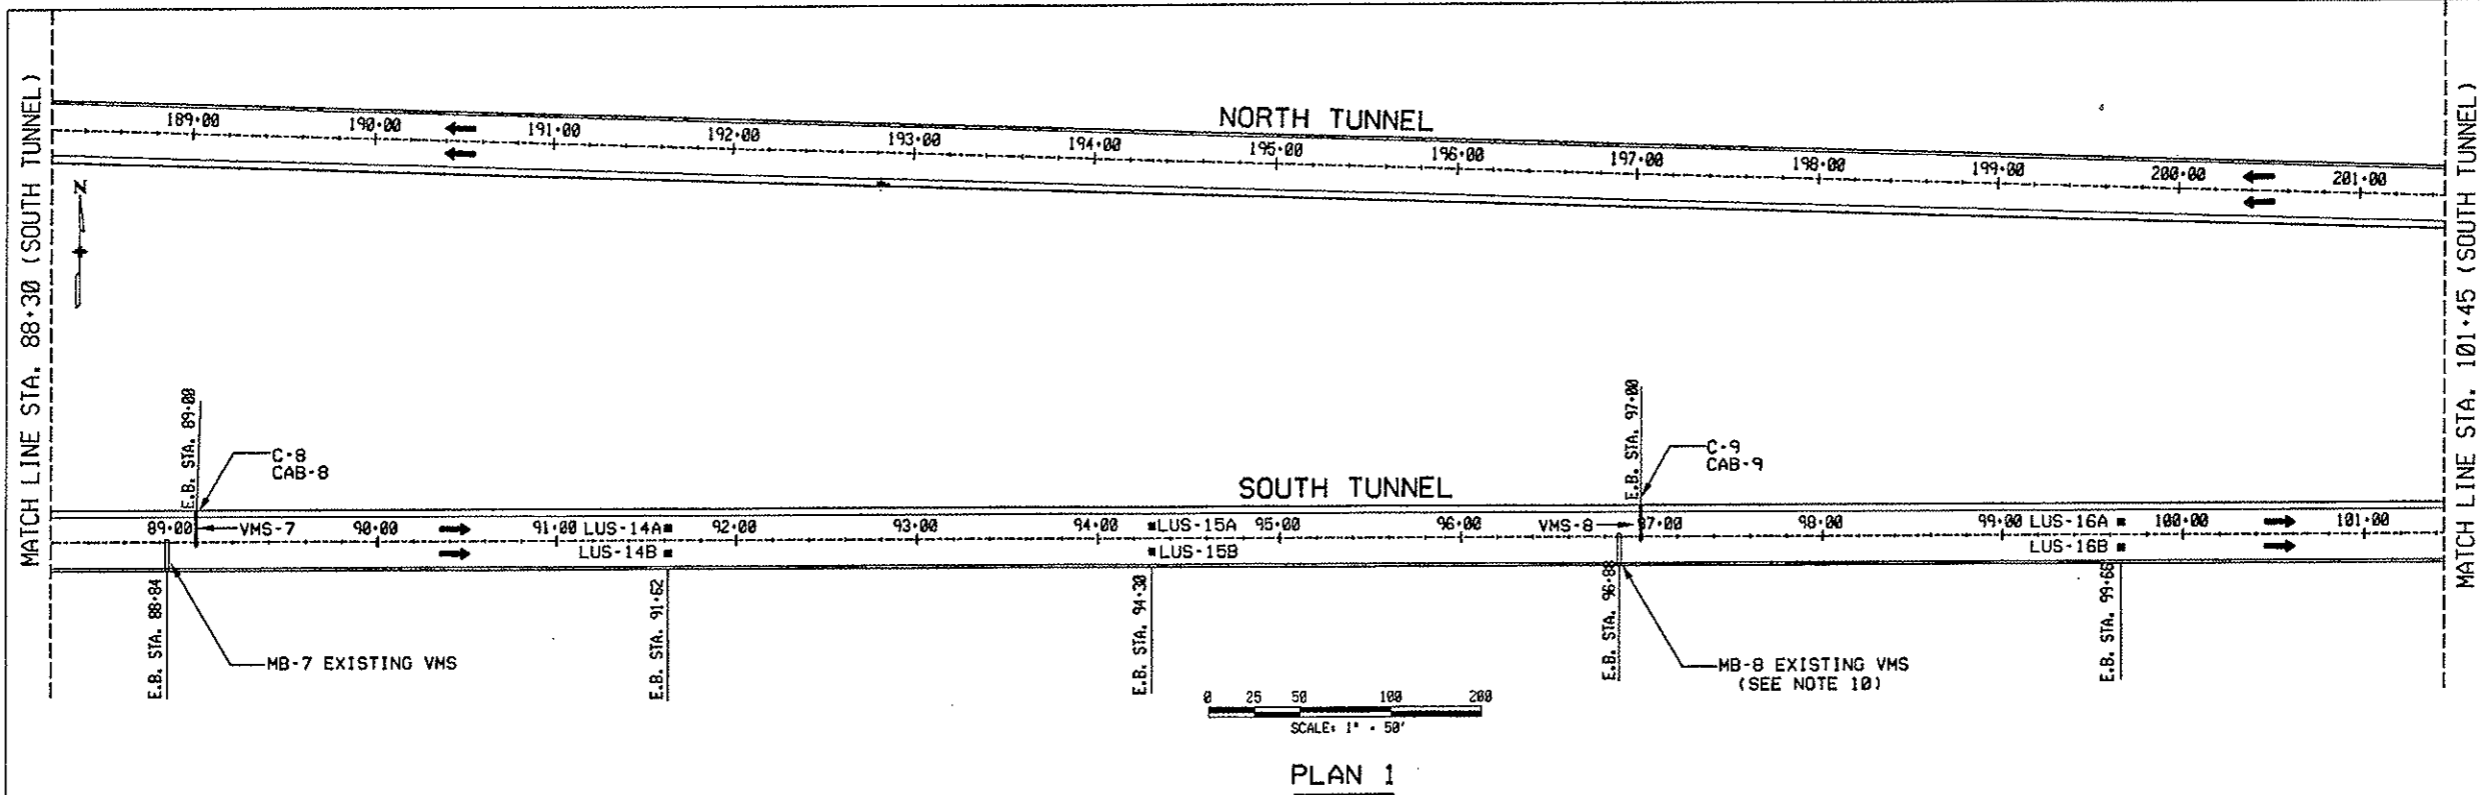 MATCH LINE STA. 88+30 (SOUTH TUNNEL)
MATCH LINE STA. 101+45 (SOUTH TUNNEL)
NORTH TUNNEL
189+00 190+00 191+00 192+00 193+00 194+00 195+00 196+00 197+00 198+00 199+00 200+00 201+00
N
E.B. STA. 89+00
C-8
CAB-8
E.B. STA. 97+00
C-9
CAB-9
SOUTH TUNNEL
89+00 VMS-7 90+00 91+00 LUS-14A 92+00 93+00 94+00 LUS-15A 95+00 96+00 VMS-8 97+00 98+00 99+00 LUS-16A 100+00 101+00
LUS-14B LUS-15B LUS-16B
E.B. STA. 88+84
MB-7 EXISTING VMS
E.B. STA. 91+62
E.B. STA. 94+30
E.B. STA. 96+88
MB-8 EXISTING VMS
(SEE NOTE 10)
E.B. STA. 99+66
0 25 50 100 200
SCALE: 1" = 50'
PLAN 1